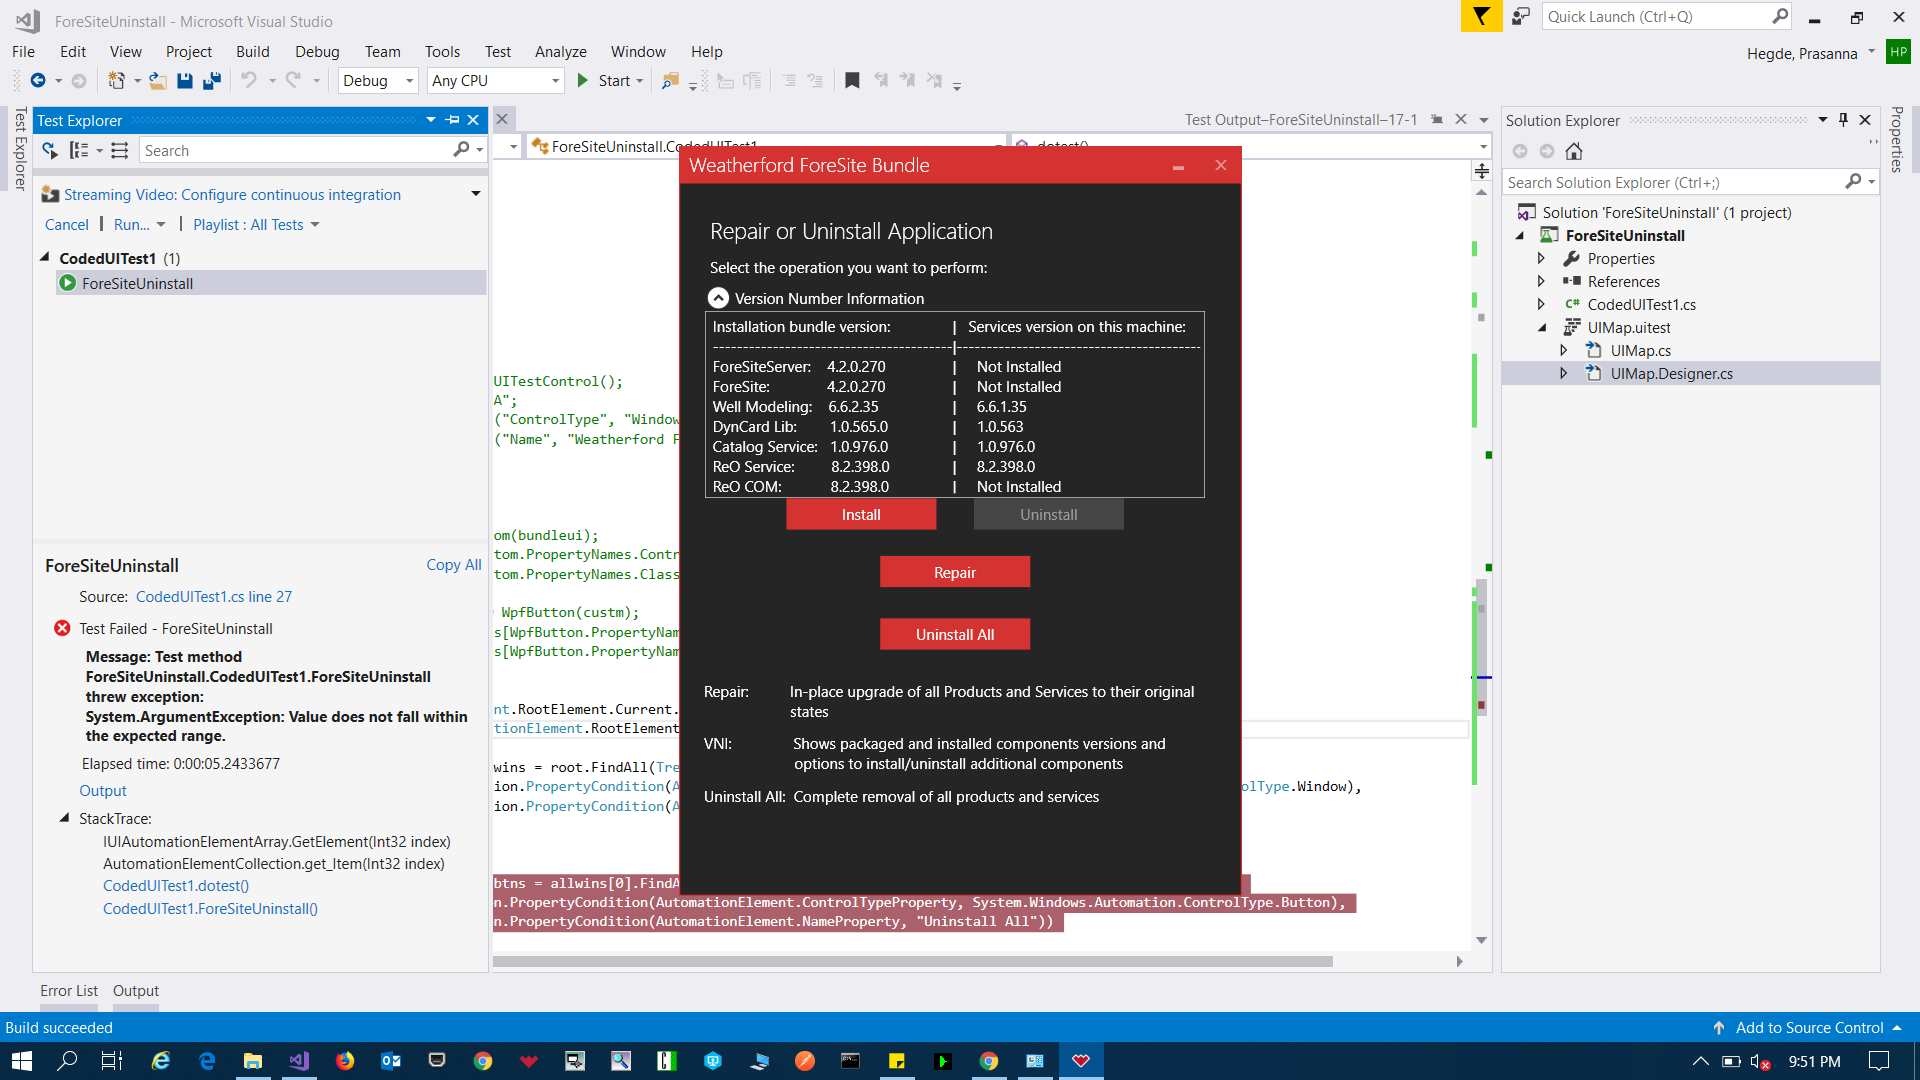 ForeSiteUninstall - Microsoft Visual Studio
Quick Launch (Ctrl+Q)
File Edit View Project Build Debug Team Tools Test Analyze Window Help
Hegde, Prasanna
HP
Debug
Any CPU
Start
Test Explorer
Test Explorer
Search
Streaming Video: Configure continuous integration
Cancel | Run... | Playlist : All Tests
CodedUITest1 (1)
ForeSiteUninstall
ForeSiteUninstall
Copy All
Source: CodedUITest1.cs line 27
Test Failed - ForeSiteUninstall
Message: Test method
ForeSiteUninstall.CodedUITest1.ForeSiteUninstall
threw exception:
System.ArgumentException: Value does not fall within
the expected range.
Elapsed time: 0:00:05.2433677
Output
StackTrace:
IUIAutomationElementArray.GetElement(Int32 index)
AutomationElementCollection.get_Item(Int32 index)
CodedUITest1.dotest()
CodedUITest1.ForeSiteUninstall()
Test Output–ForeSiteUninstall–17-1
ForeSiteUninstall.CodedUITest1
dotest()
UITestControl();
A";
("ControlType", "Window
("Name", "Weatherford F
om(bundleui);
tom.PropertyNames.Contr
tom.PropertyNames.Class
WpfButton(custm);
s[WpfButton.PropertyNam
s[WpfButton.PropertyNam
nt.RootElement.Current.
tionElement.RootElement
wins = root.FindAll(Tre
ion.PropertyCondition(A
olType.Window),
ion.PropertyCondition(A
btns = allwins[0].FindA
n.PropertyCondition(AutomationElement.ControlTypeProperty, System.Windows.Automation.ControlType.Button),
n.PropertyCondition(AutomationElement.NameProperty, "Uninstall All"))
Weatherford ForeSite Bundle
Repair or Uninstall Application
Select the operation you want to perform:
Version Number Information
Installation bundle version: | Services version on this machine:
----------------------------------------|----------------------------------------
ForeSiteServer: 4.2.0.270 | Not Installed
ForeSite: 4.2.0.270 | Not Installed
Well Modeling: 6.6.2.35 | 6.6.1.35
DynCard Lib: 1.0.565.0 | 1.0.563
Catalog Service: 1.0.976.0 | 1.0.976.0
ReO Service: 8.2.398.0 | 8.2.398.0
ReO COM: 8.2.398.0 | Not Installed
Install
Uninstall
Repair
Uninstall All
Repair: In-place upgrade of all Products and Services to their original
states
VNI: Shows packaged and installed components versions and
options to install/uninstall additional components
Uninstall All: Complete removal of all products and services
Solution Explorer
Properties
Search Solution Explorer (Ctrl+;)
Solution 'ForeSiteUninstall' (1 project)
ForeSiteUninstall
Properties
References
C# CodedUITest1.cs
UIMap.uitest
UIMap.cs
UIMap.Designer.cs
Error List Output
Build succeeded
Add to Source Control
9:51 PM